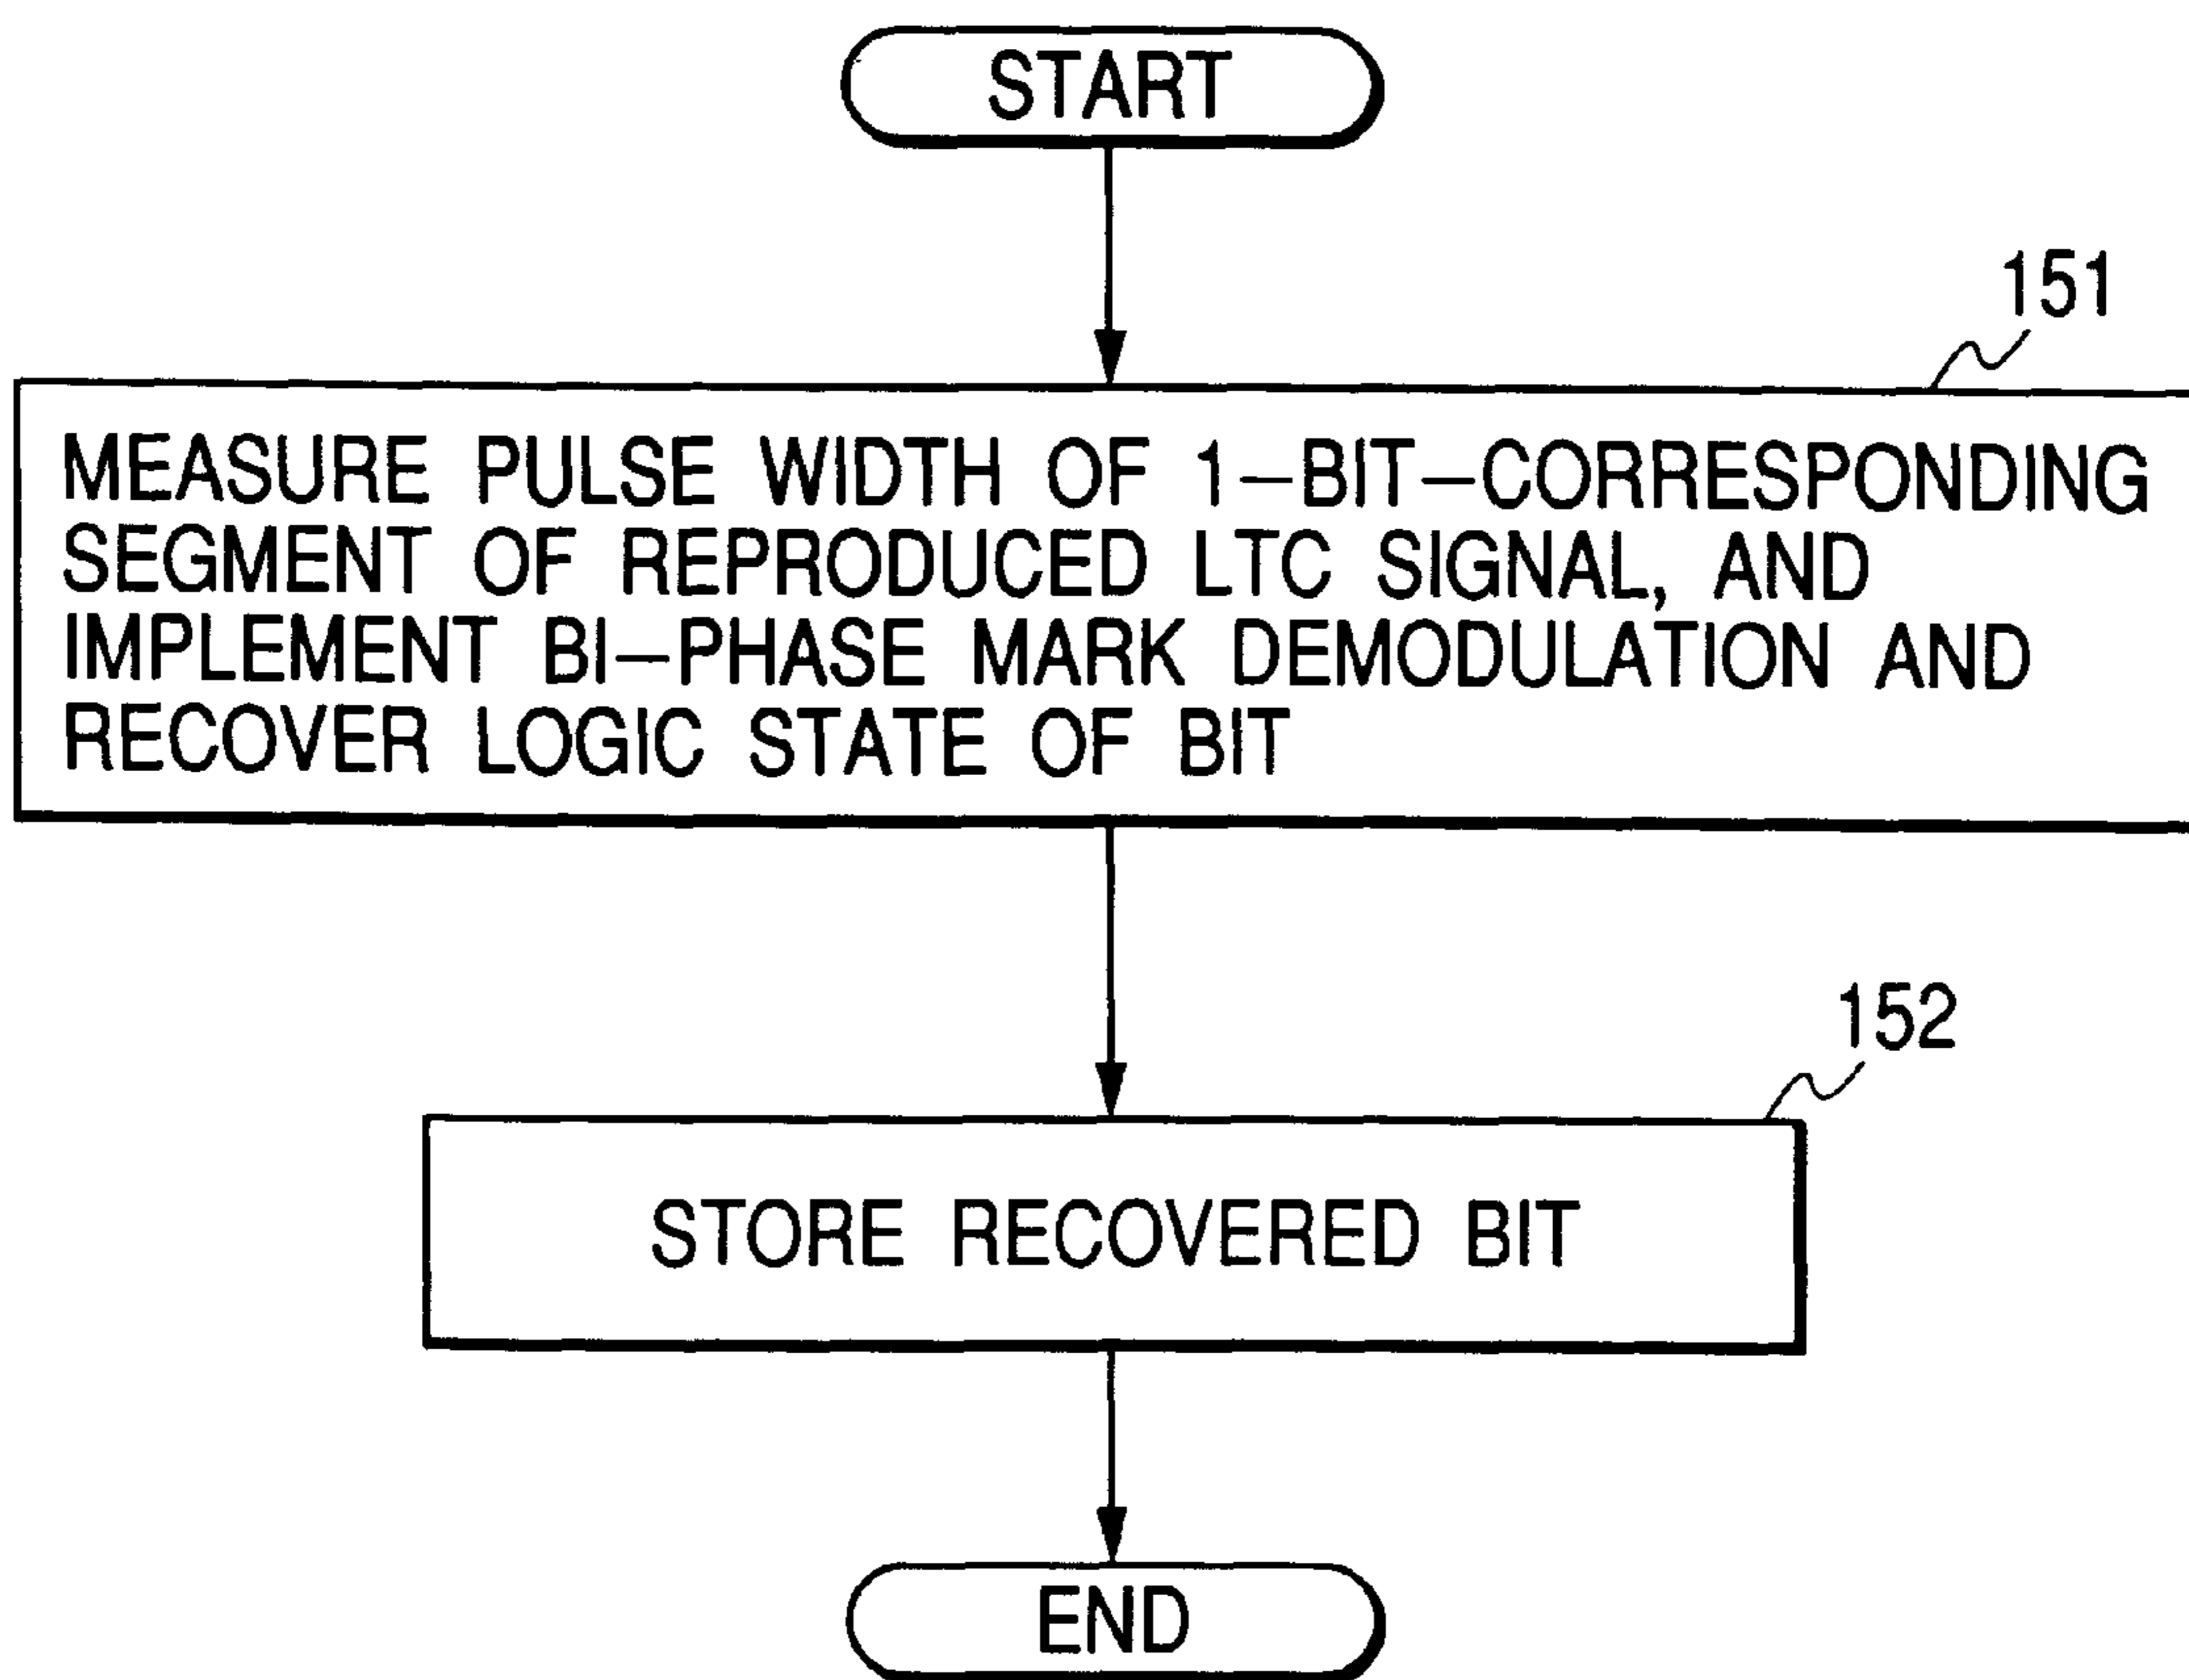 START
151
MEASURE PULSE WIDTH OF 1-BIT-CORRESPONDING
SEGMENT OF REPRODUCED LTC SIGNAL, AND
IMPLEMENT BI-PHASE MARK DEMODULATION AND
RECOVER LOGIC STATE OF BIT
152
STORE RECOVERED BIT
END